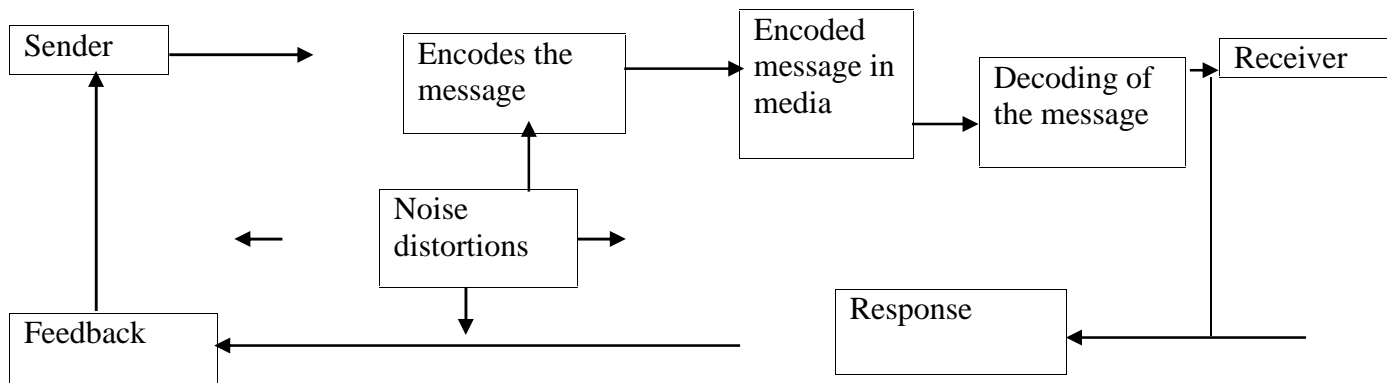 Sender
Encodes the
message
Encoded
message in
media
Decoding of
the message
Receiver
Noise
distortions
Response
Feedback